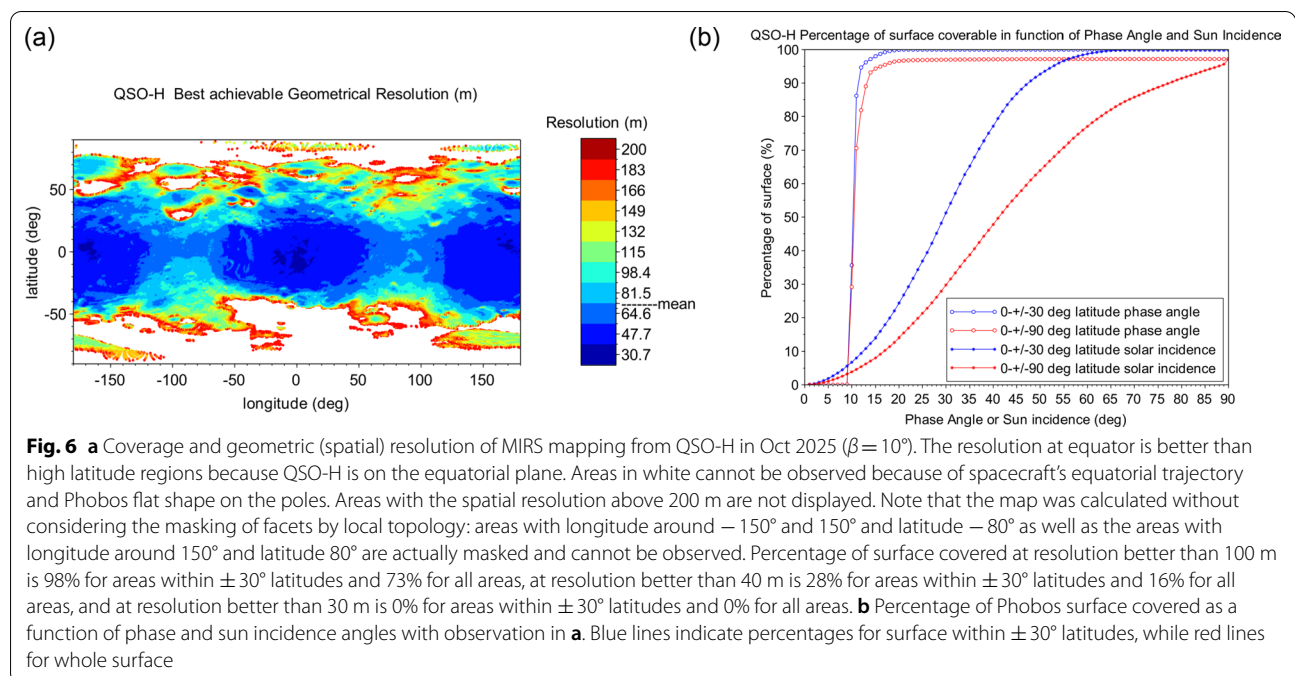 (a)
QSO-H Best achievable Geometrical Resolution (m)
Resolution (m)
200
183
166
149
132
115
98.4
81.5
------mean
64.6
47.7
30.7
50
0
-50
latitude (deg)
-150 -100 -50 0 50 100 150
longitude (deg)
(b)
QSO-H Percentage of surface coverable in function of Phase Angle and Sun Incidence
100
90
80
70
60
50
40
30
20
10
0
Percentage of surface (%)
0-+/-30 deg latitude phase angle
0-+/-90 deg latitude phase angle
0-+/-30 deg latitude solar incidence
0-+/-90 deg latitude solar incidence
0 5 10 15 20 25 30 35 40 45 50 55 60 65 70 75 80 85 90
Phase Angle or Sun incidence (deg)
Fig. 6 a Coverage and geometric (spatial) resolution of MIRS mapping from QSO-H in Oct 2025 (β = 10°). The resolution at equator is better than
high latitude regions because QSO-H is on the equatorial plane. Areas in white cannot be observed because of spacecraft's equatorial trajectory
and Phobos flat shape on the poles. Areas with the spatial resolution above 200 m are not displayed. Note that the map was calculated without
considering the masking of facets by local topology: areas with longitude around − 150° and 150° and latitude − 80° as well as the areas with
longitude around 150° and latitude 80° are actually masked and cannot be observed. Percentage of surface covered at resolution better than 100 m
is 98% for areas within ± 30° latitudes and 73% for all areas, at resolution better than 40 m is 28% for areas within ± 30° latitudes and 16% for all
areas, and at resolution better than 30 m is 0% for areas within ± 30° latitudes and 0% for all areas. b Percentage of Phobos surface covered as a
function of phase and sun incidence angles with observation in a. Blue lines indicate percentages for surface within ± 30° latitudes, while red lines
for whole surface